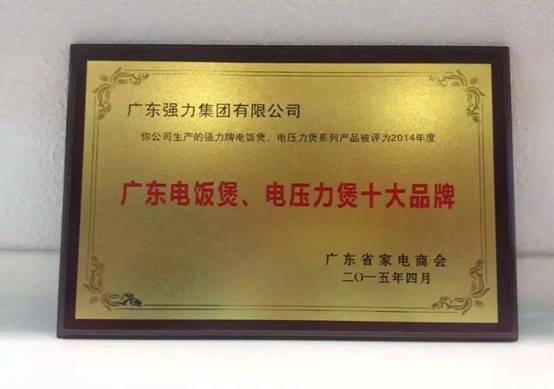 广东强力集团有限公司
你公司生产的强力牌电饭煲、电压力煲系列产品被评为2014年度
广东电饭煲、电压力煲十大品牌
广东省家电商会
二〇一五年四月